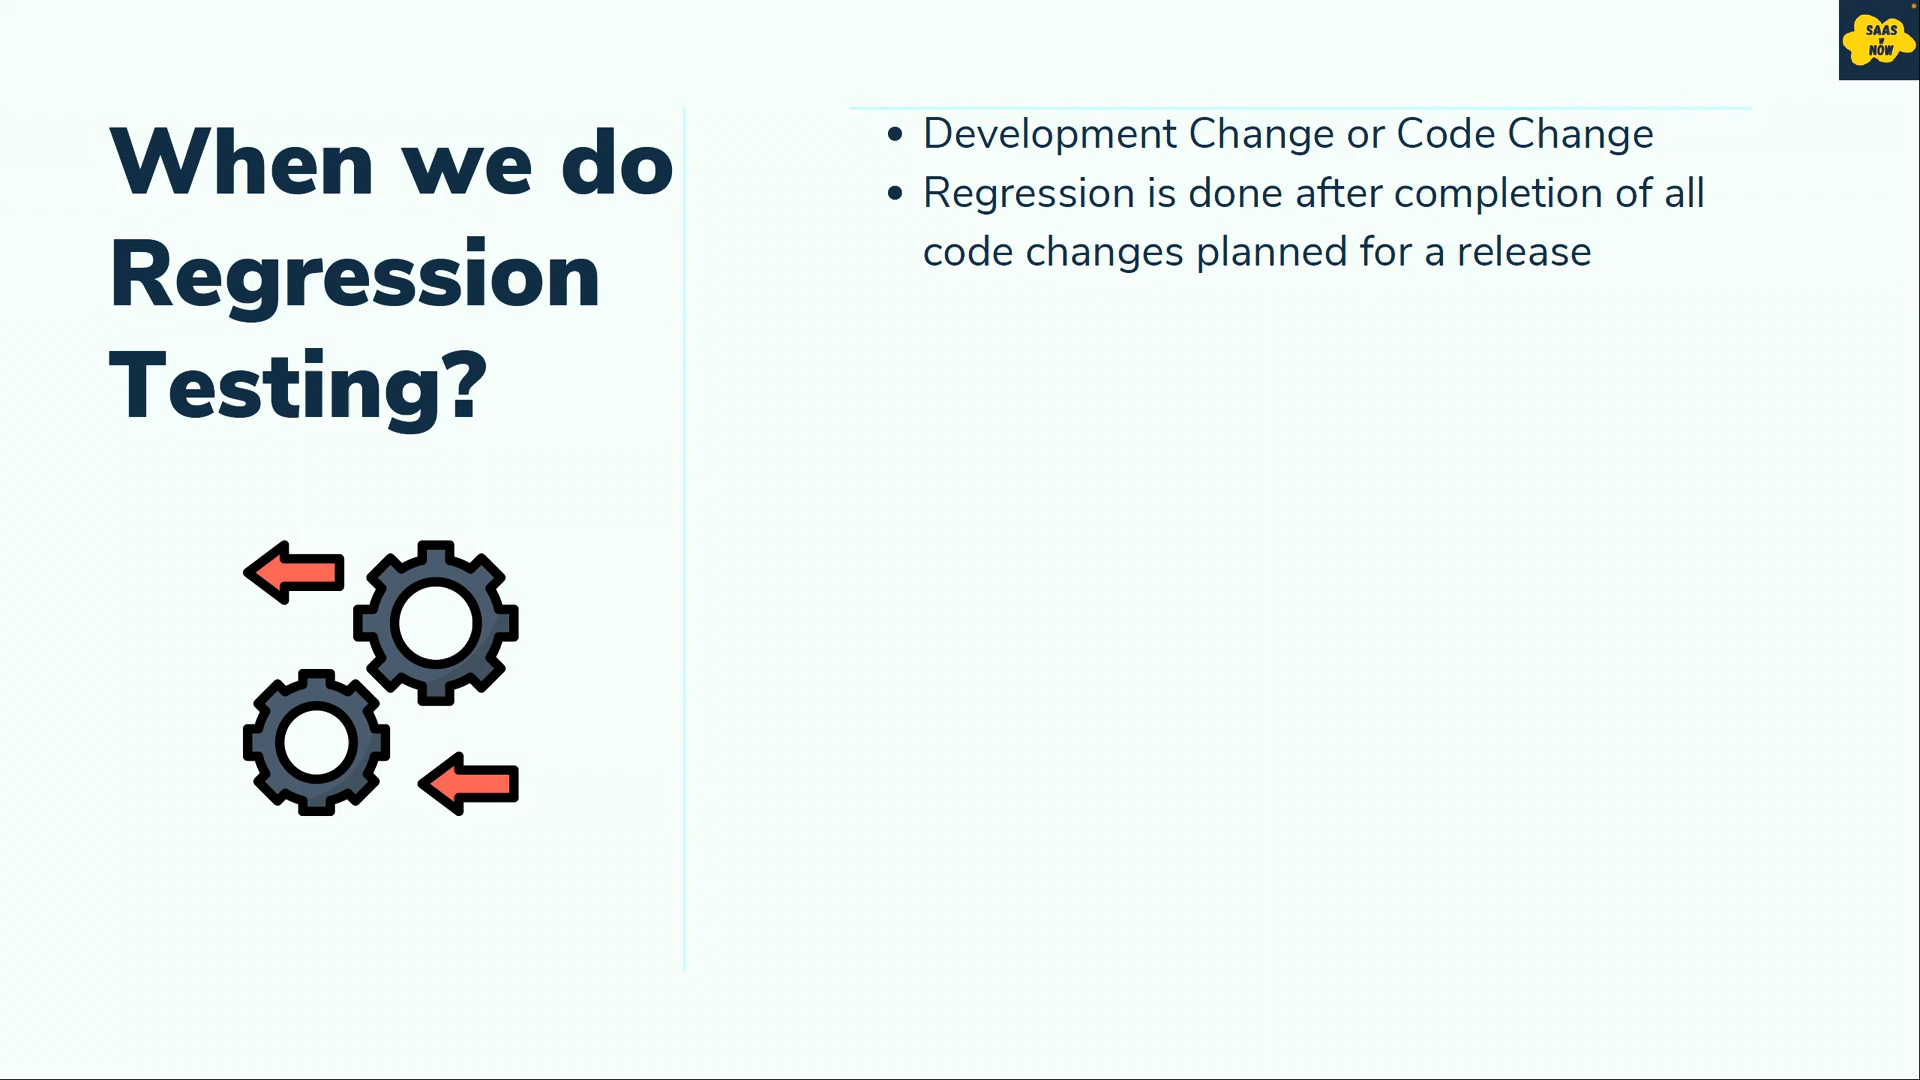 SAAS
W
NOW
When we do
Regression
Testing?
• Development Change or Code Change
• Regression is done after completion of all
code changes planned for a release